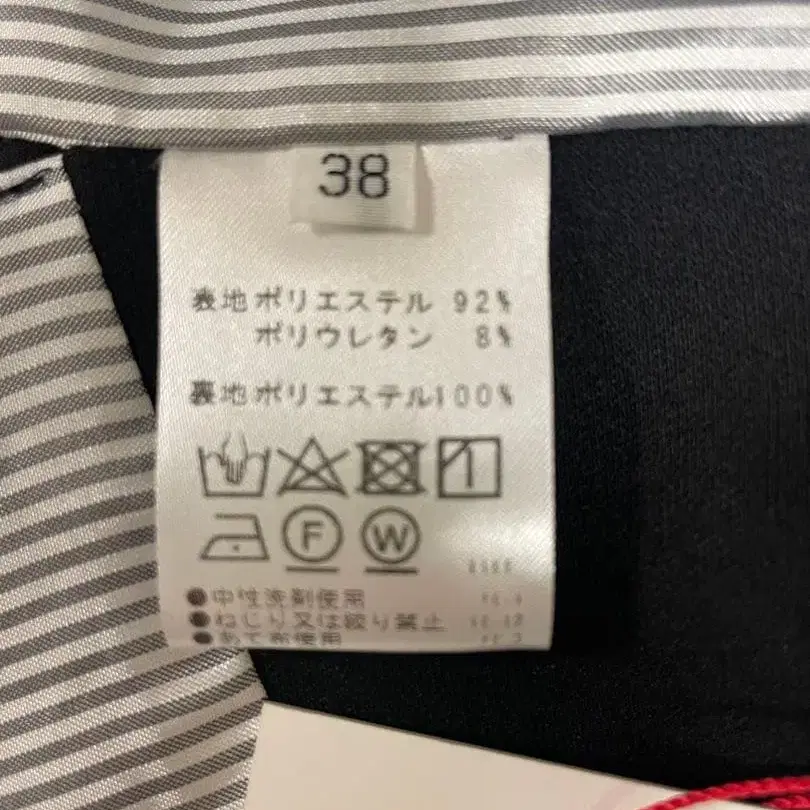 38
表地ポリエステル 92%
ポリウレタン 8%
裏地ポリエステル100%
F W
●中性洗剤使用
●ねじり又は絞り禁止
●あて布使用